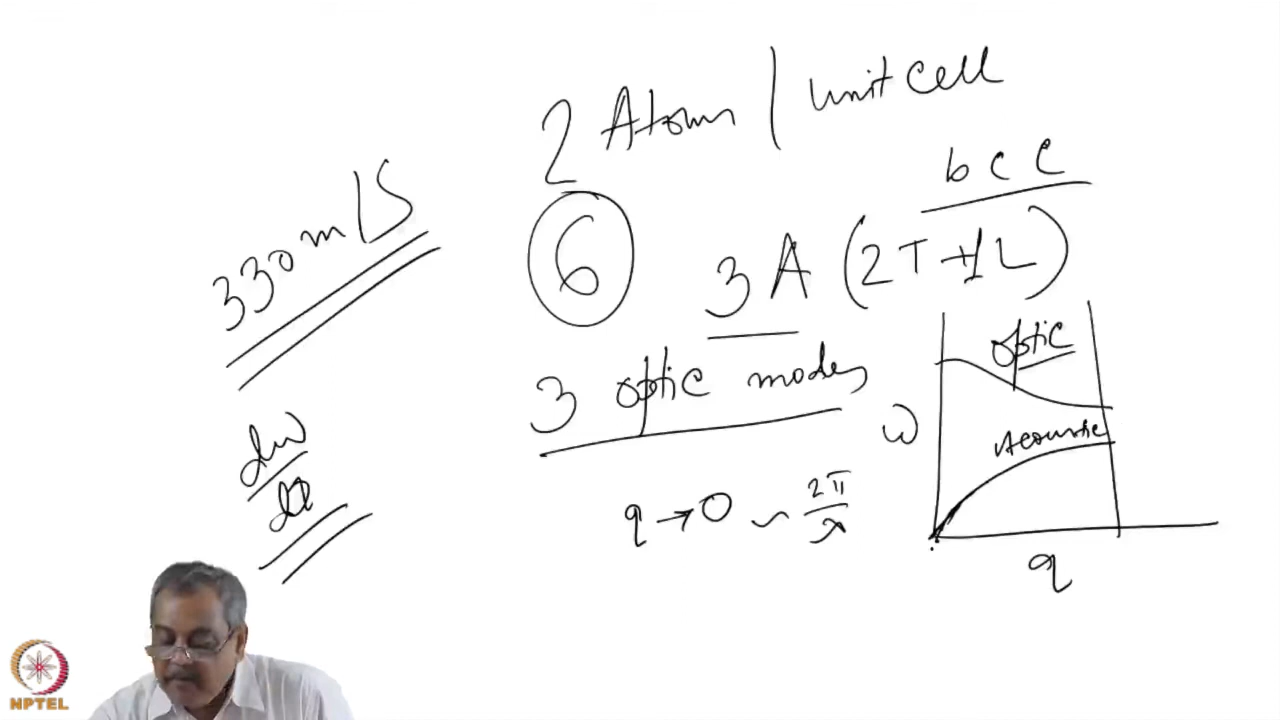 2 Atoms / unit cell
bcc
330 m/s
6
3A (2T+1L)
3 optic modes
optic
ω
Acoustic
dω
q → 0 ~ 2π/λ
q
NPTEL